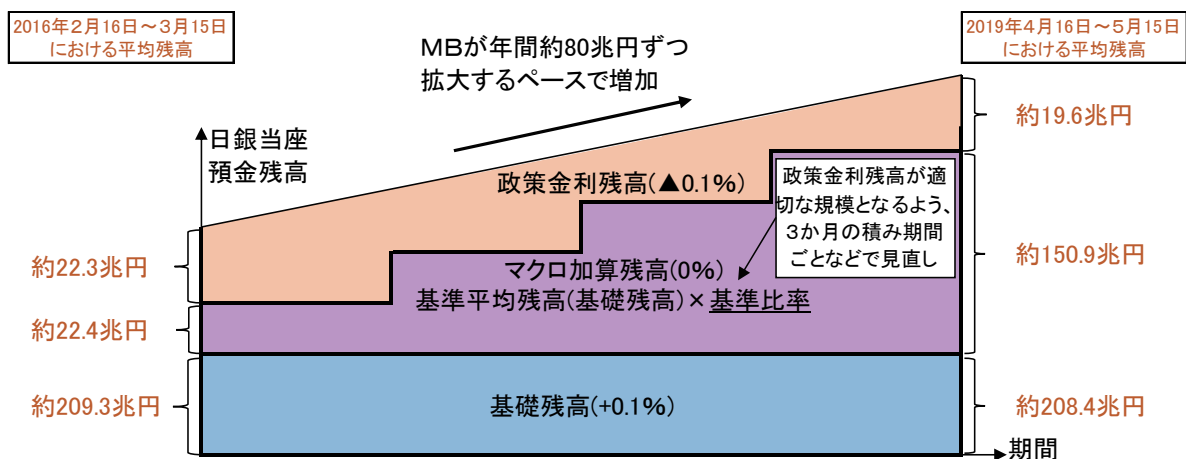 2016年２月16日～３月15日
における平均残高
2019年４月16日～５月15日
における平均残高
ＭＢが年間約80兆円ずつ
拡大するペースで増加
日銀当座
預金残高
約19.6兆円
政策金利残高(▲0.1％)
政策金利残高が適
切な規模となるよう、
３か月の積み期間
ごとなどで見直し
約22.3兆円
約150.9兆円
マクロ加算残高(0％)
基準平均残高(基礎残高)×基準比率
約22.4兆円
約209.3兆円
基礎残高(+0.1％)
約208.4兆円
期間